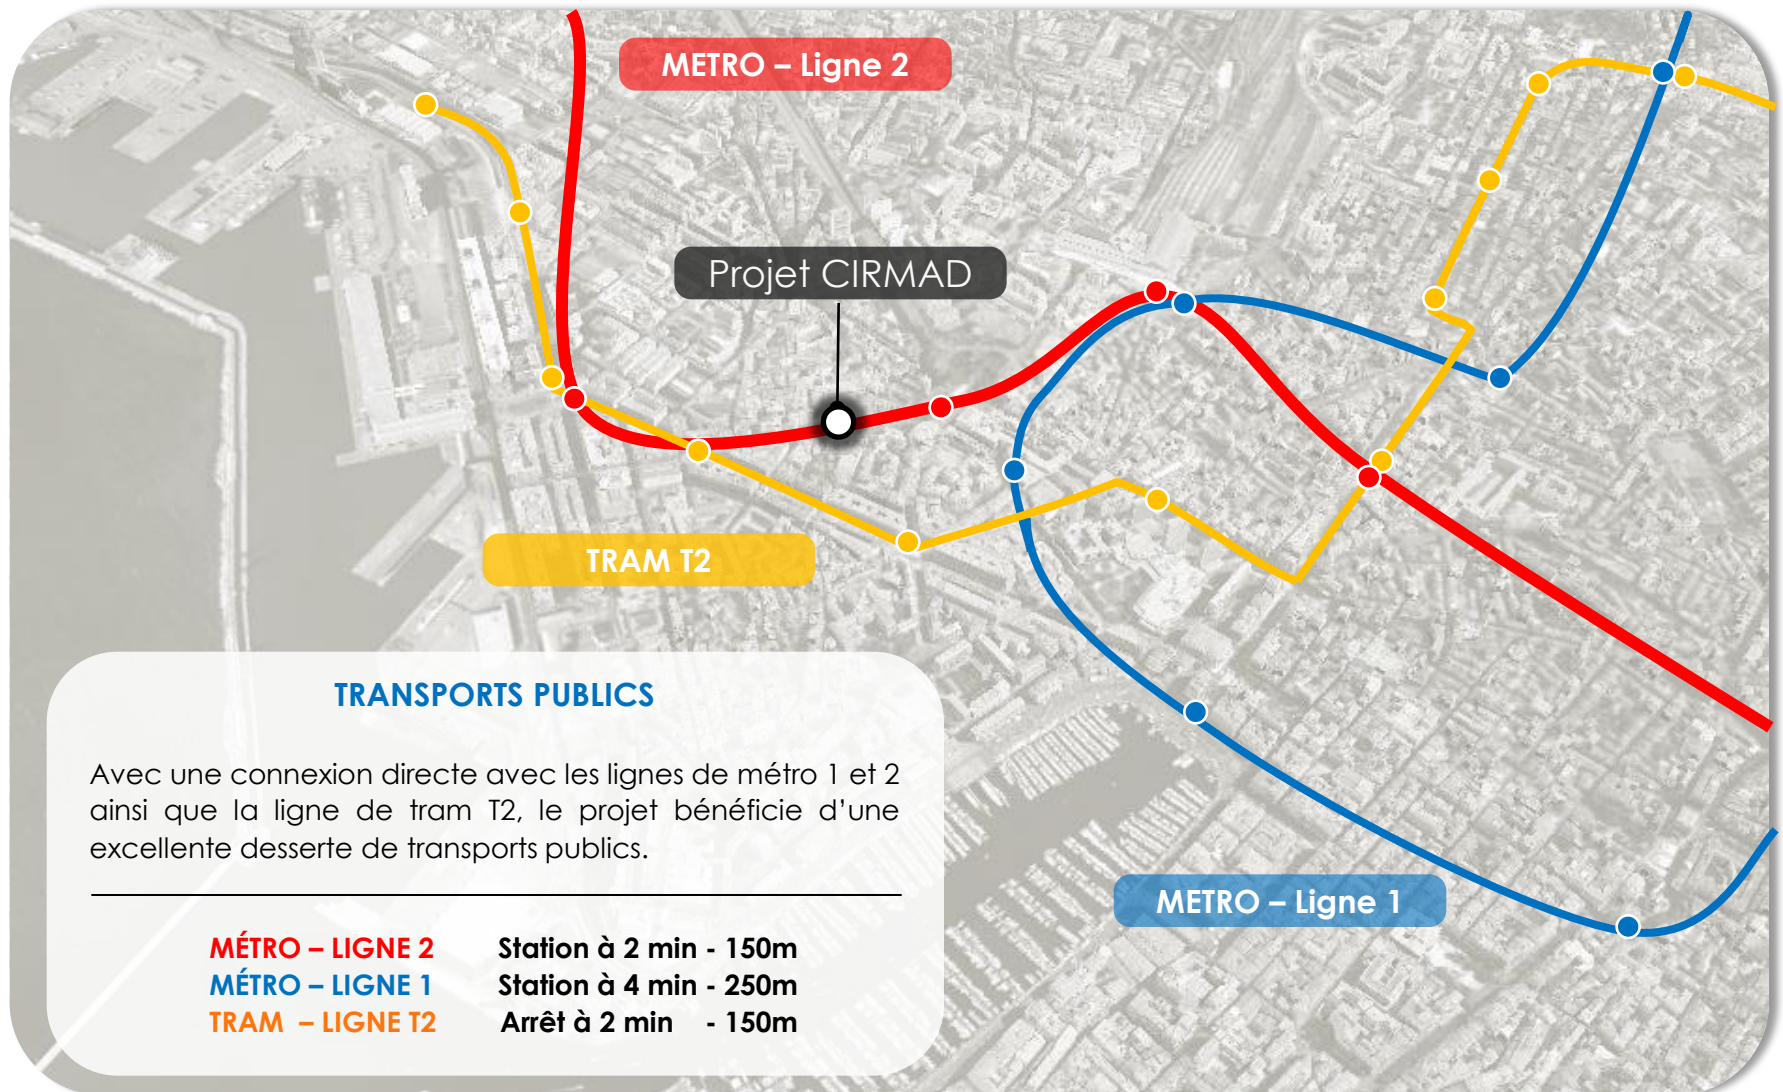 METRO – Ligne 2
Projet CIRMAD
TRAM T2
TRANSPORTS PUBLICS
Avec une connexion directe avec les lignes de métro 1 et 2
ainsi que la ligne de tram T2, le projet bénéficie d’une
excellente desserte de transports publics.
METRO – Ligne 1
MÉTRO – LIGNE 2 Station à 2 min - 150m
MÉTRO – LIGNE 1 Station à 4 min - 250m
TRAM – LIGNE T2 Arrêt à 2 min - 150m